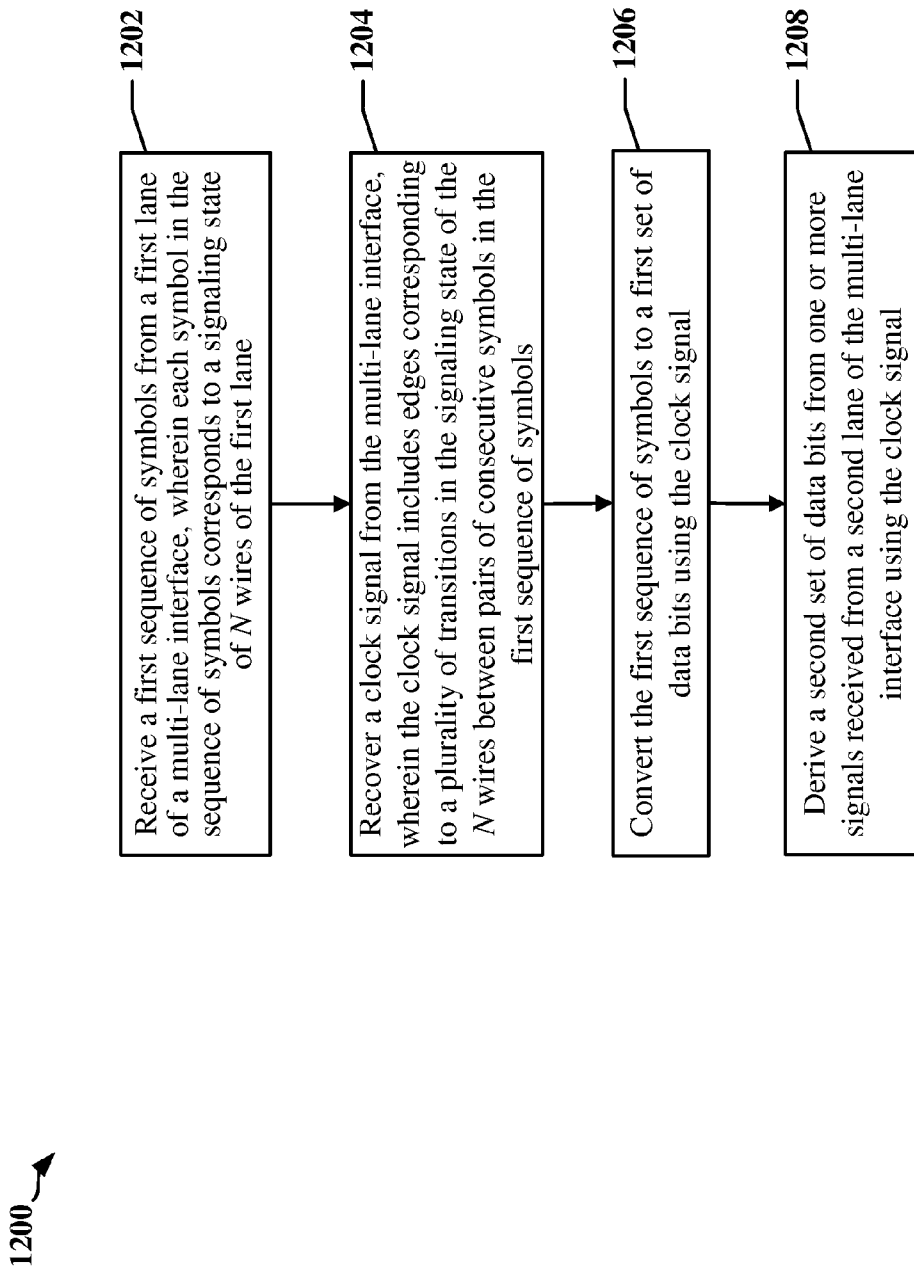 1200
1202
Receive a first sequence of symbols from a first lane
of a multi-lane interface, wherein each symbol in the
sequence of symbols corresponds to a signaling state
of N wires of the first lane
1204
Recover a clock signal from the multi-lane interface,
wherein the clock signal includes edges corresponding
to a plurality of transitions in the signaling state of the
N wires between pairs of consecutive symbols in the
first sequence of symbols
1206
Convert the first sequence of symbols to a first set of
data bits using the clock signal
1208
Derive a second set of data bits from one or more
signals received from a second lane of the multi-lane
interface using the clock signal